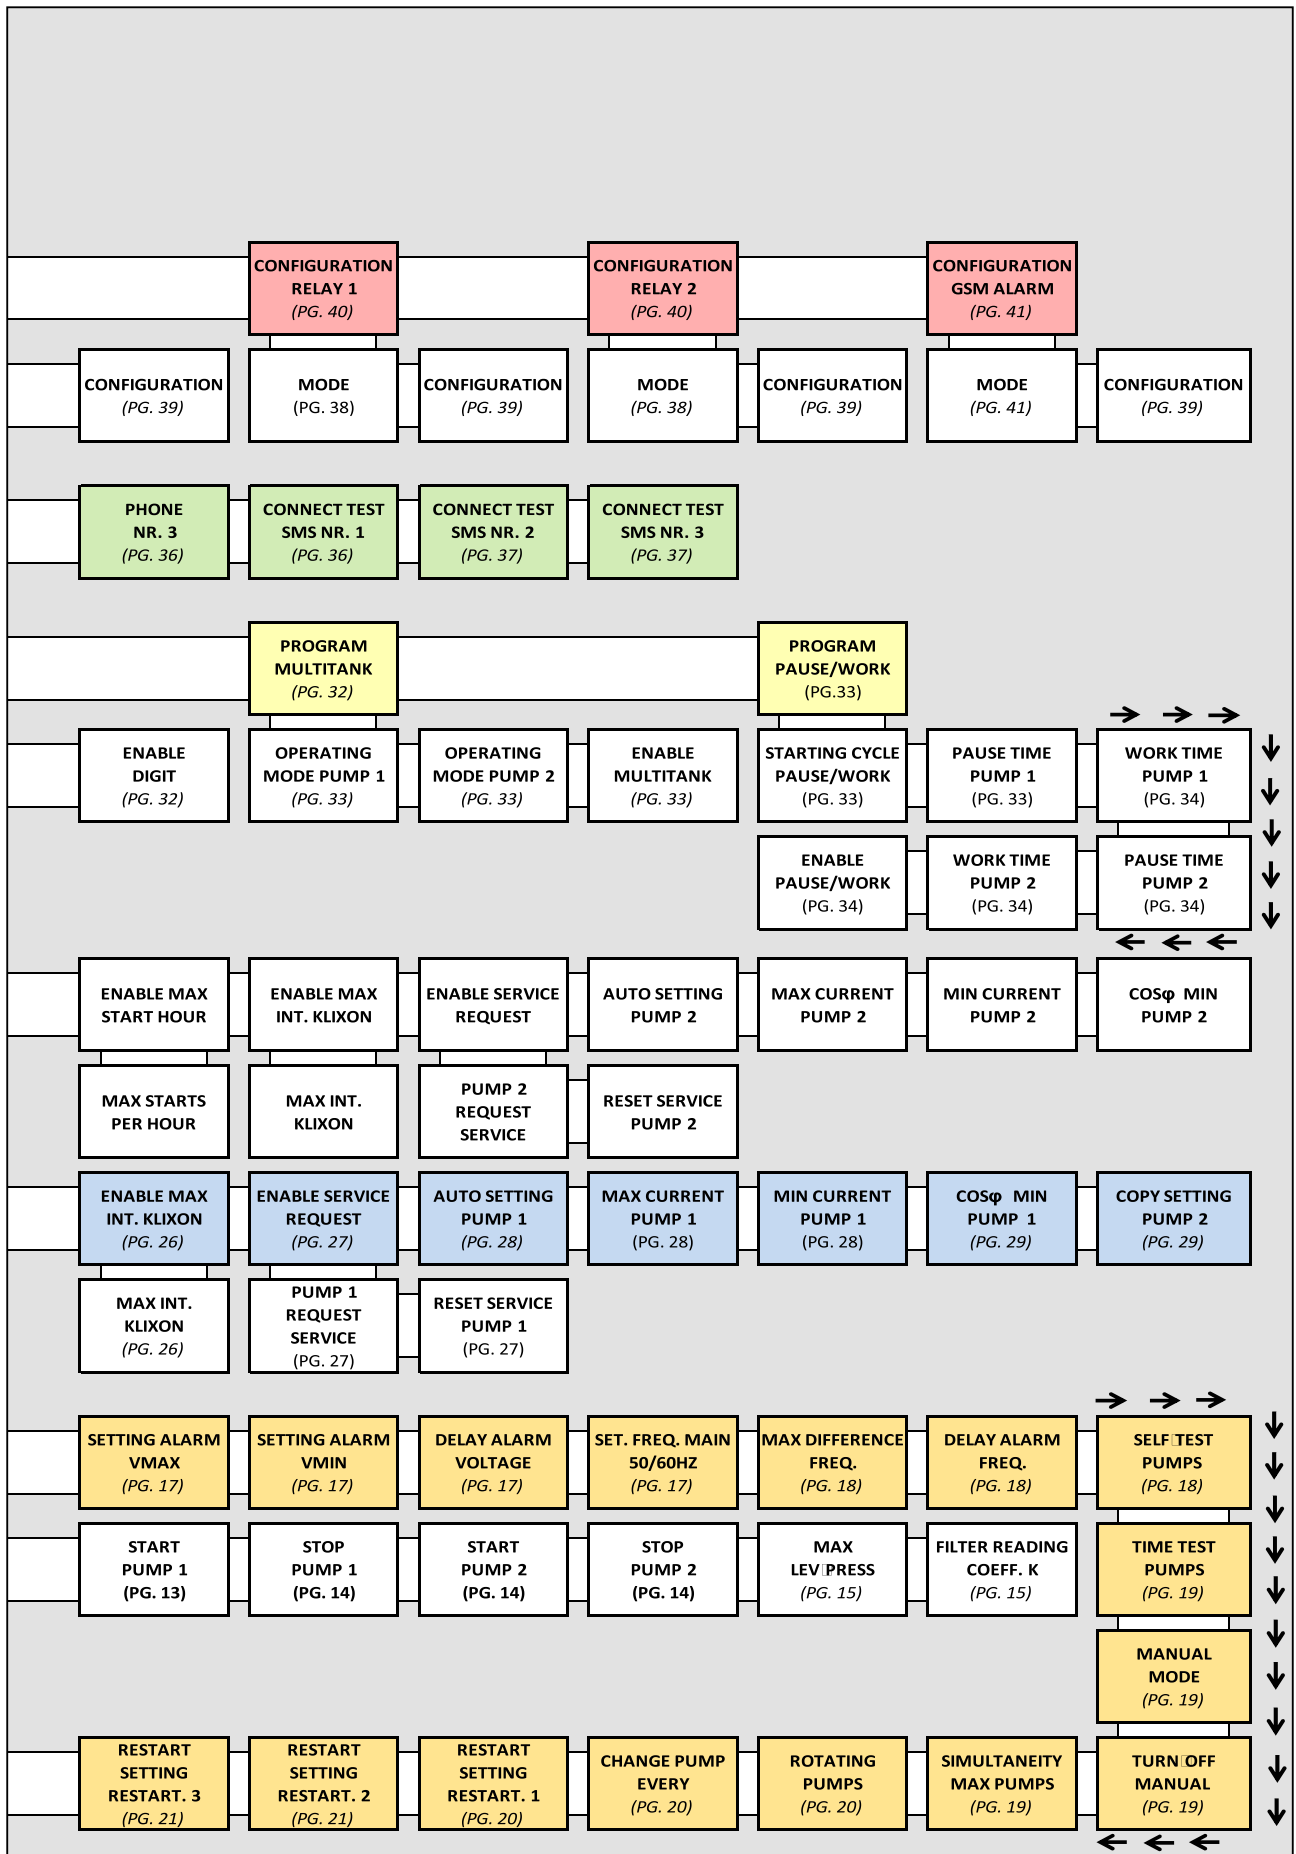 CONFIGURATION
RELAY 1
(PG. 40)
CONFIGURATION
RELAY 2
(PG. 40)
CONFIGURATION
GSM ALARM
(PG. 41)
CONFIGURATION
(PG. 39)
MODE
(PG. 38)
CONFIGURATION
(PG. 39)
MODE
(PG. 38)
CONFIGURATION
(PG. 39)
MODE
(PG. 41)
CONFIGURATION
(PG. 39)
PHONE
NR. 3
(PG. 36)
CONNECT TEST
SMS NR. 1
(PG. 36)
CONNECT TEST
SMS NR. 2
(PG. 37)
CONNECT TEST
SMS NR. 3
(PG. 37)
PROGRAM
MULTITANK
(PG. 32)
PROGRAM
PAUSE/WORK
(PG.33)
ENABLE
DIGIT
(PG. 32)
OPERATING
MODE PUMP 1
(PG. 33)
OPERATING
MODE PUMP 2
(PG. 33)
ENABLE
MULTITANK
(PG. 33)
STARTING CYCLE
PAUSE/WORK
(PG. 33)
PAUSE TIME
PUMP 1
(PG. 33)
WORK TIME
PUMP 1
(PG. 34)
ENABLE
PAUSE/WORK
(PG. 34)
WORK TIME
PUMP 2
(PG. 34)
PAUSE TIME
PUMP 2
(PG. 34)
ENABLE MAX
START HOUR
ENABLE MAX
INT. KLIXON
ENABLE SERVICE
REQUEST
AUTO SETTING
PUMP 2
MAX CURRENT
PUMP 2
MIN CURRENT
PUMP 2
COSφ MIN
PUMP 2
MAX STARTS
PER HOUR
MAX INT.
KLIXON
PUMP 2
REQUEST
SERVICE
RESET SERVICE
PUMP 2
ENABLE MAX
INT. KLIXON
(PG. 26)
ENABLE SERVICE
REQUEST
(PG. 27)
AUTO SETTING
PUMP 1
(PG. 28)
MAX CURRENT
PUMP 1
(PG. 28)
MIN CURRENT
PUMP 1
(PG. 28)
COSφ MIN
PUMP 1
(PG. 29)
COPY SETTING
PUMP 2
(PG. 29)
MAX INT.
KLIXON
(PG. 26)
PUMP 1
REQUEST
SERVICE
(PG. 27)
RESET SERVICE
PUMP 1
(PG. 27)
SETTING ALARM
VMAX
(PG. 17)
SETTING ALARM
VMIN
(PG. 17)
DELAY ALARM
VOLTAGE
(PG. 17)
SET. FREQ. MAIN
50/60HZ
(PG. 17)
MAX DIFFERENCE
FREQ.
(PG. 18)
DELAY ALARM
FREQ.
(PG. 18)
SELF▯TEST
PUMPS
(PG. 18)
START
PUMP 1
(PG. 13)
STOP
PUMP 1
(PG. 14)
START
PUMP 2
(PG. 14)
STOP
PUMP 2
(PG. 14)
MAX
LEV▯PRESS
(PG. 15)
FILTER READING
COEFF. K
(PG. 15)
TIME TEST
PUMPS
(PG. 19)
MANUAL
MODE
(PG. 19)
RESTART
SETTING
RESTART. 3
(PG. 21)
RESTART
SETTING
RESTART. 2
(PG. 21)
RESTART
SETTING
RESTART. 1
(PG. 20)
CHANGE PUMP
EVERY
(PG. 20)
ROTATING
PUMPS
(PG. 20)
SIMULTANEITY
MAX PUMPS
(PG. 19)
TURN▯OFF
MANUAL
(PG. 19)